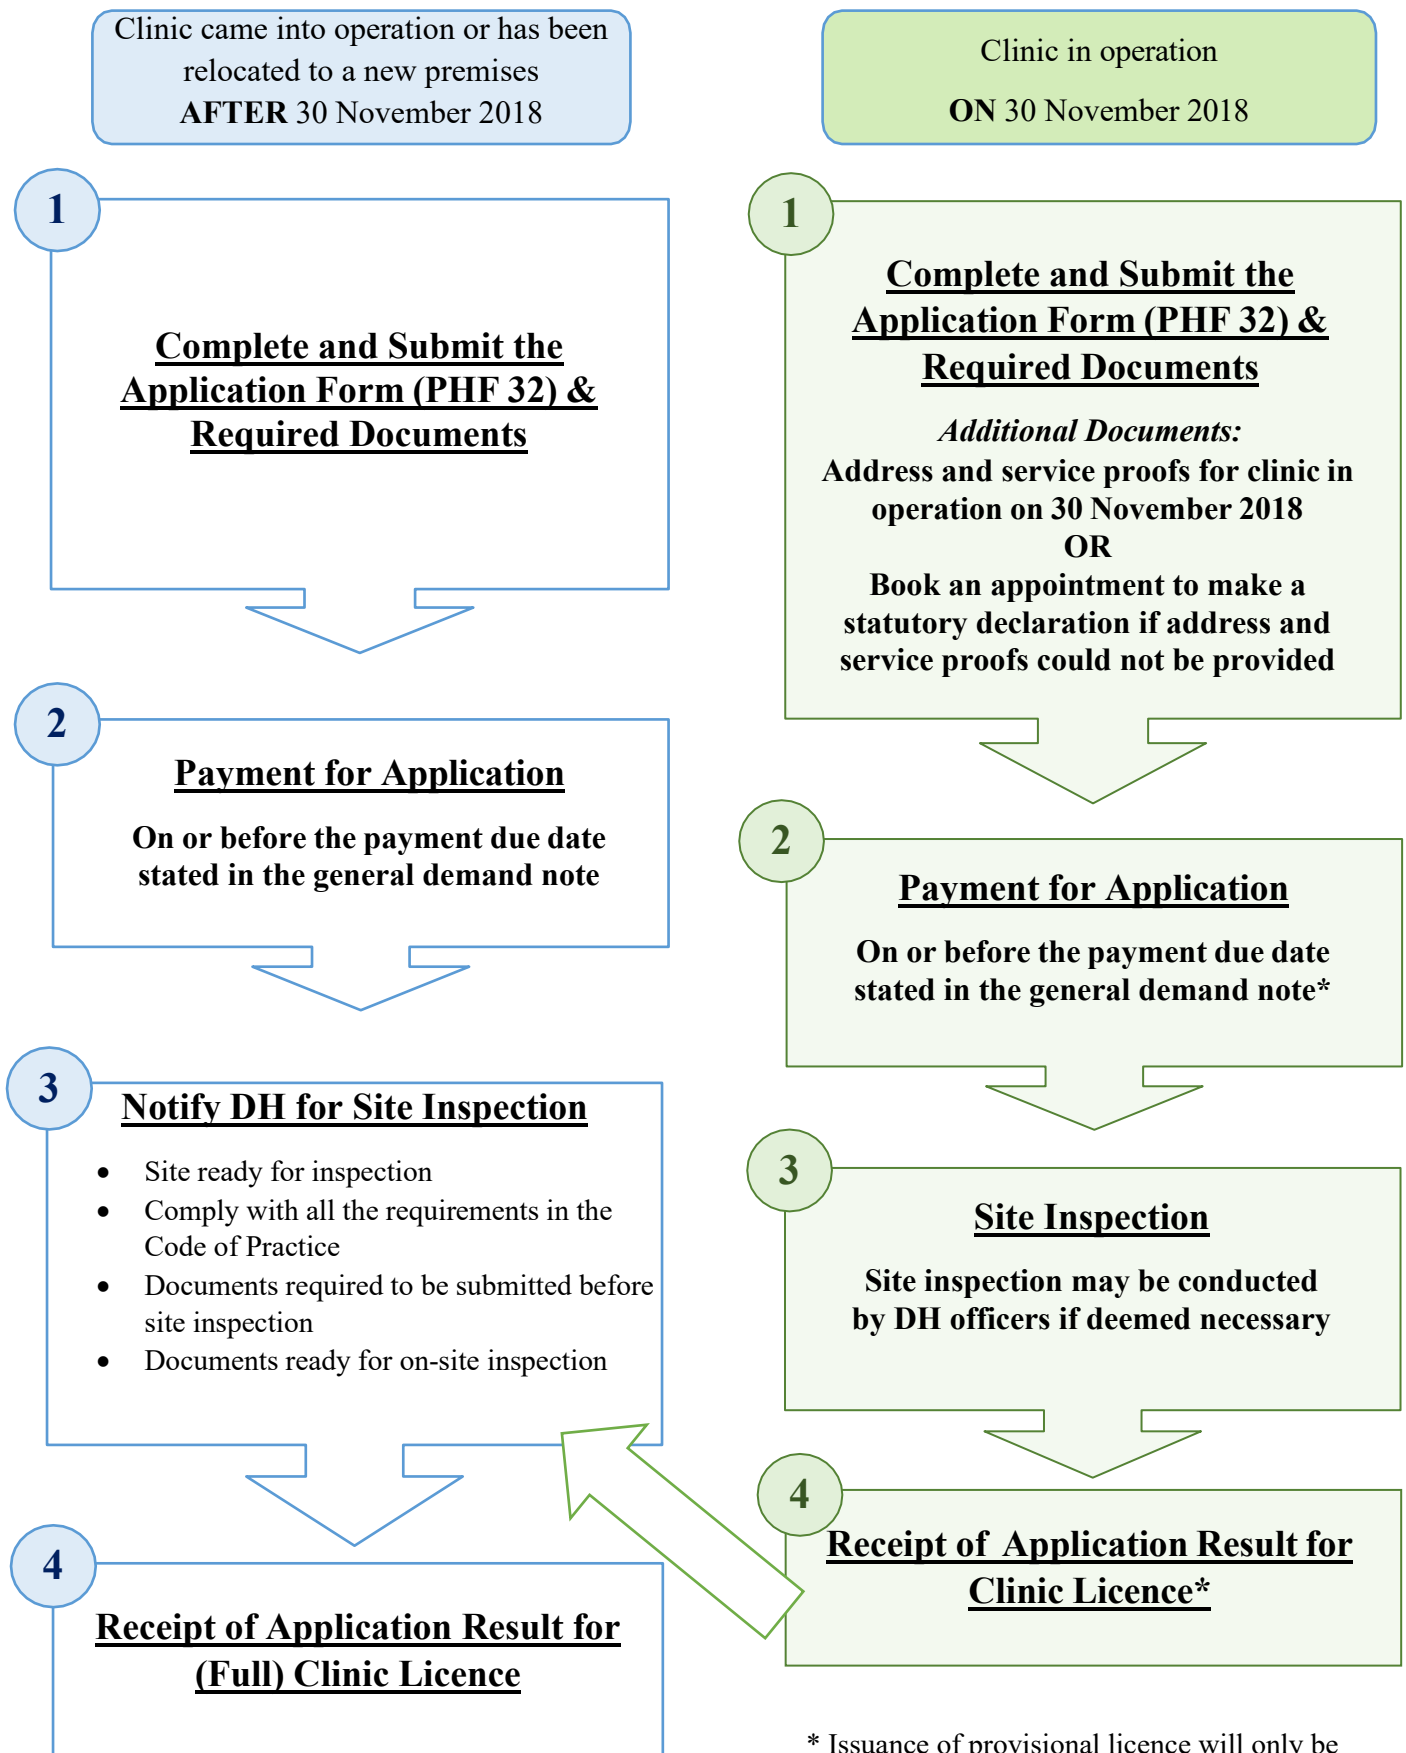 Clinic came into operation or has been
relocated to a new premises
AFTER 30 November 2018
1
Complete and Submit the
Application Form (PHF 32) &
Required Documents
2
Payment for Application
On or before the payment due date
stated in the general demand note
3
Notify DH for Site Inspection
• Site ready for inspection
• Comply with all the requirements in the
Code of Practice
• Documents required to be submitted before
site inspection
• Documents ready for on-site inspection
4
Receipt of Application Result for
(Full) Clinic Licence
Clinic in operation
ON 30 November 2018
1
Complete and Submit the
Application Form (PHF 32) &
Required Documents
Additional Documents:
Address and service proofs for clinic in
operation on 30 November 2018
OR
Book an appointment to make a
statutory declaration if address and
service proofs could not be provided
2
Payment for Application
On or before the payment due date
stated in the general demand note*
3
Site Inspection
Site inspection may be conducted
by DH officers if deemed necessary
4
Receipt of Application Result for
Clinic Licence*
* Issuance of provisional licence will only be